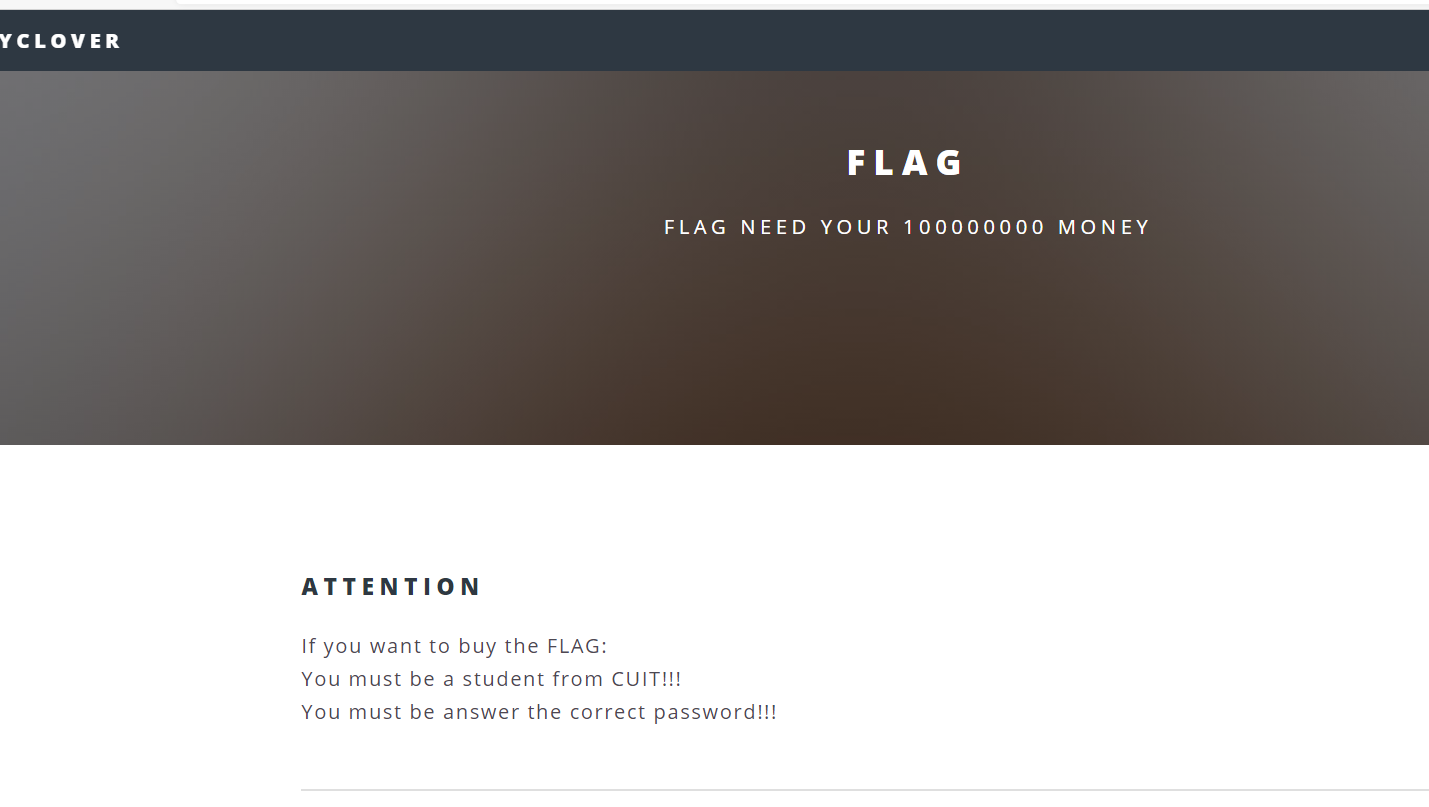 YCLOVER
FLAG
FLAG NEED YOUR 100000000 MONEY
ATTENTION
If you want to buy the FLAG:
You must be a student from CUIT!!!
You must be answer the correct password!!!